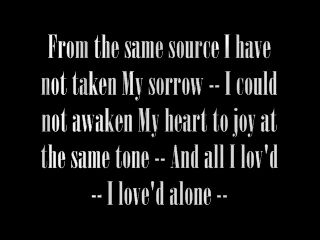 From the same source I have
not taken My sorrow -- I could
not awaken My heart to joy at
the same tone -- And all I lov'd
-- I love'd alone --